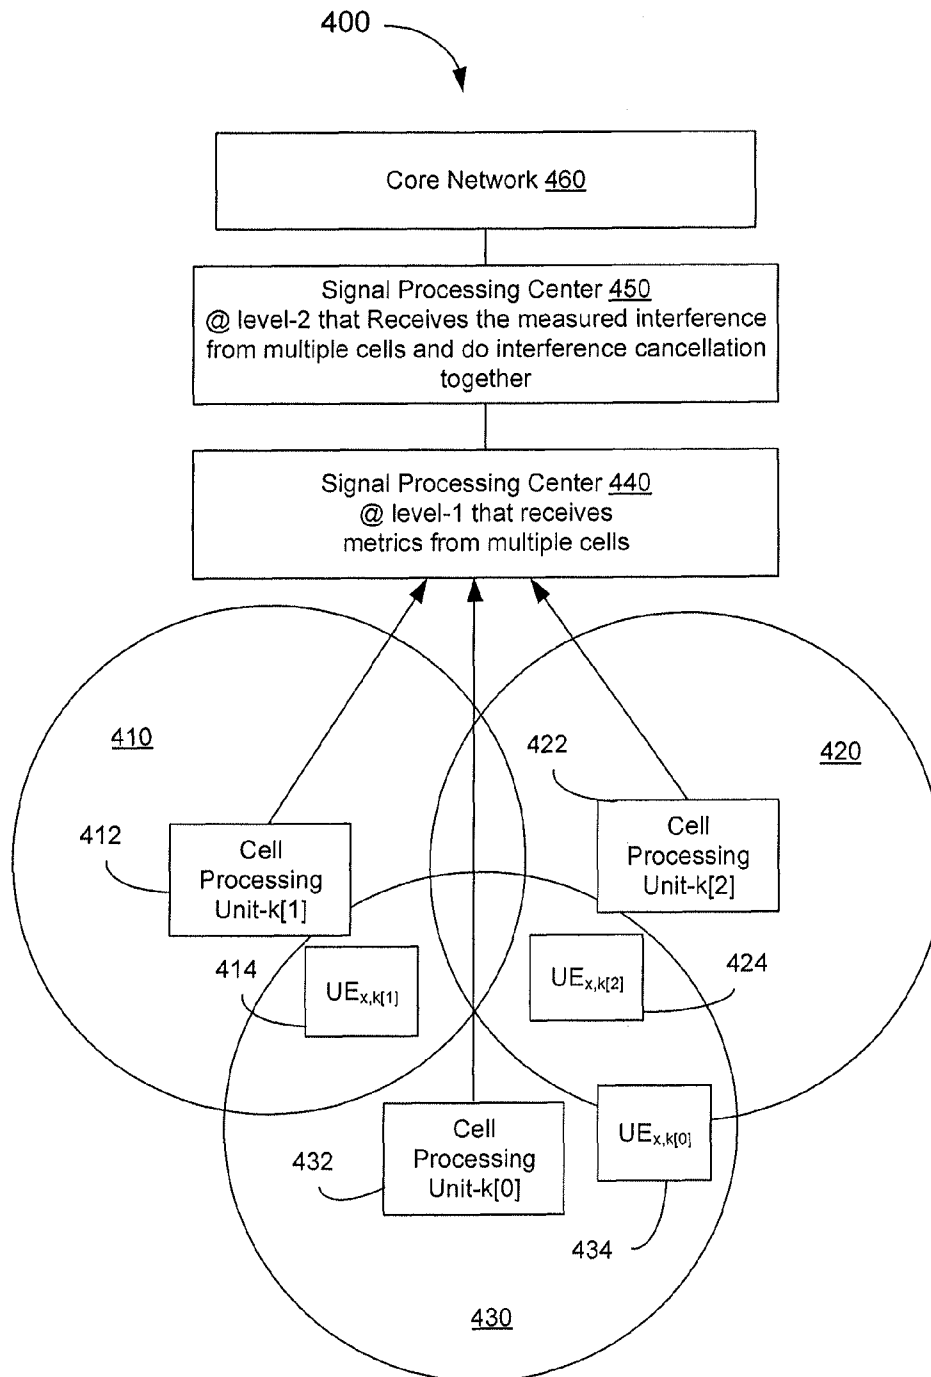 400
Core Network 460
Signal Processing Center 450
@ level-2 that Receives the measured interference
from multiple cells and do interference cancellation
together
Signal Processing Center 440
@ level-1 that receives
metrics from multiple cells
410
420
422
412
Cell
Processing
Unit-k[1]
Cell
Processing
Unit-k[2]
414
UEx,k[1]
UEx,k[2]
424
432
Cell
Processing
Unit-k[0]
UEx,k[0]
434
430